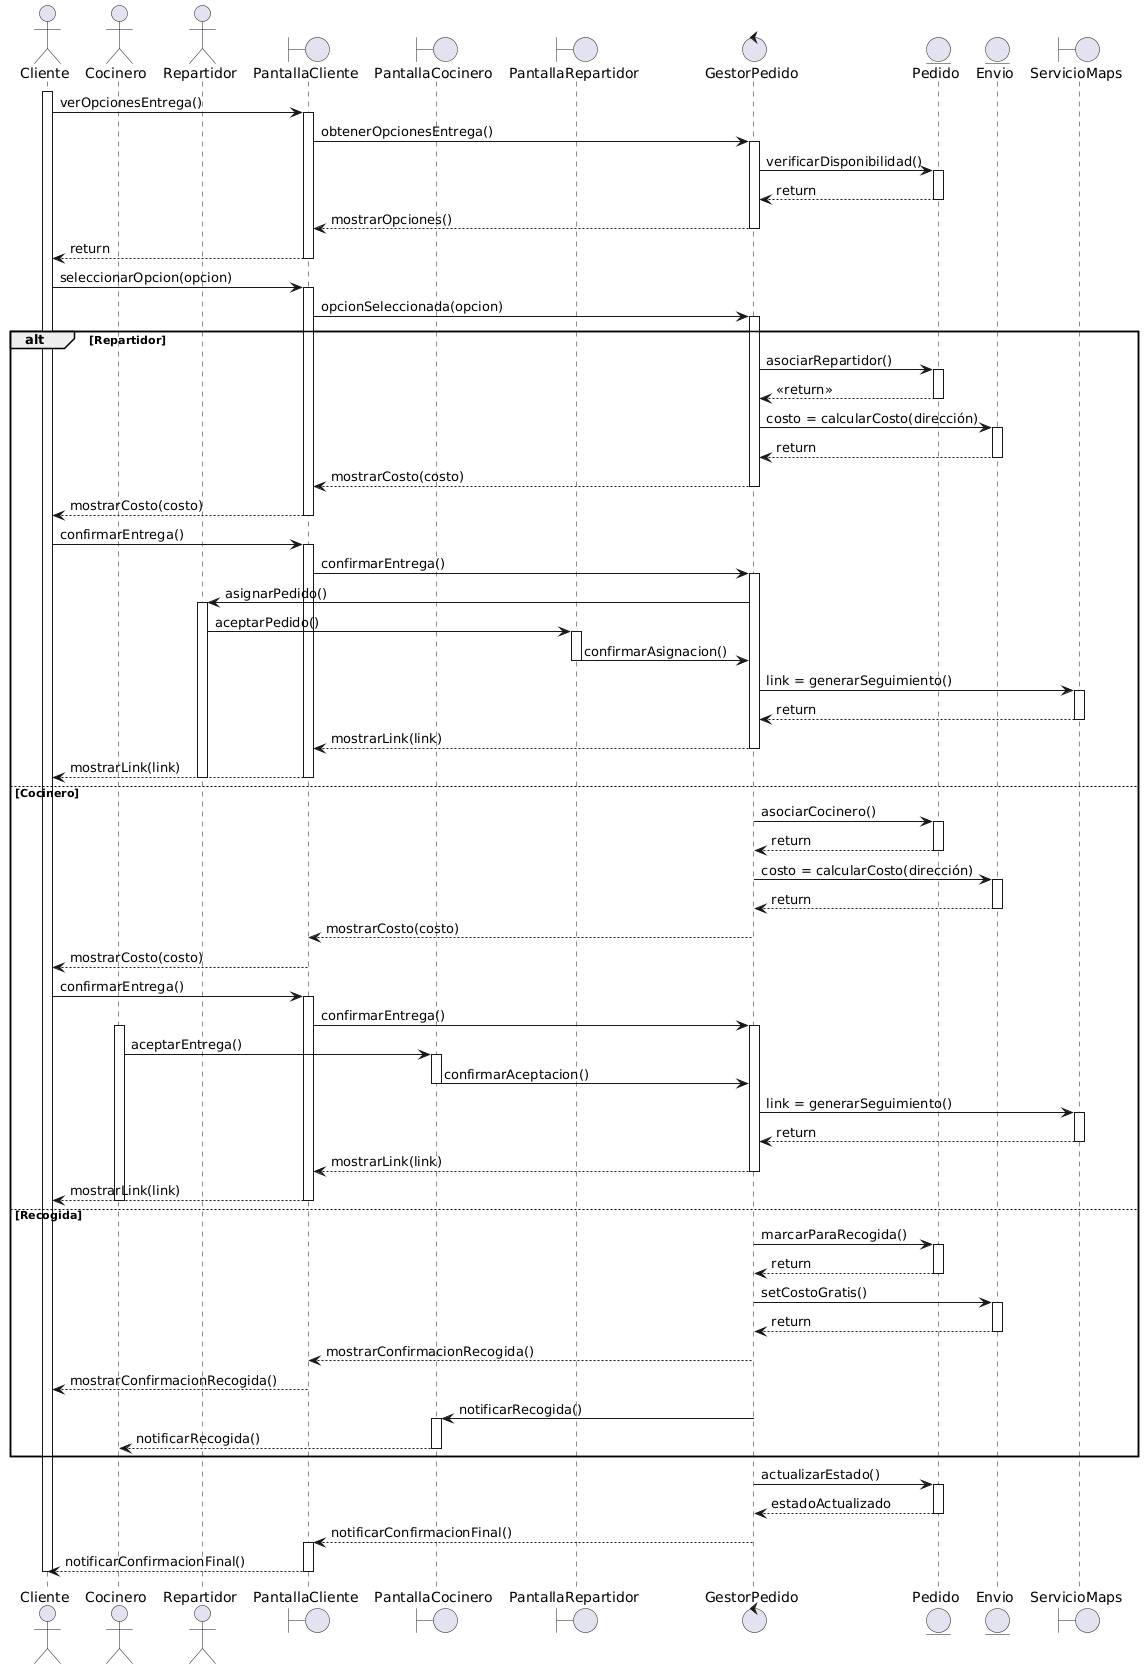 Cliente Cocinero Repartidor PantallaCliente PantallaCocinero PantallaRepartidor GestorPedido Pedido Envio ServicioMaps
verOpcionesEntrega()
obtenerOpcionesEntrega()
verificarDisponibilidad()
return
mostrarOpciones()
return
seleccionarOpcion(opcion)
opcionSeleccionada(opcion)
alt [Repartidor]
asociarRepartidor()
«return»
costo = calcularCosto(dirección)
return
mostrarCosto(costo)
mostrarCosto(costo)
confirmarEntrega()
confirmarEntrega()
asignarPedido()
aceptarPedido()
confirmarAsignacion()
link = generarSeguimiento()
return
mostrarLink(link)
mostrarLink(link)
[Cocinero]
asociarCocinero()
return
costo = calcularCosto(dirección)
return
mostrarCosto(costo)
mostrarCosto(costo)
confirmarEntrega()
confirmarEntrega()
aceptarEntrega()
confirmarAceptacion()
link = generarSeguimiento()
return
mostrarLink(link)
mostrarLink(link)
[Recogida]
marcarParaRecogida()
return
setCostoGratis()
return
mostrarConfirmacionRecogida()
mostrarConfirmacionRecogida()
notificarRecogida()
notificarRecogida()
actualizarEstado()
estadoActualizado
notificarConfirmacionFinal()
notificarConfirmacionFinal()
Cliente Cocinero Repartidor PantallaCliente PantallaCocinero PantallaRepartidor GestorPedido Pedido Envio ServicioMaps